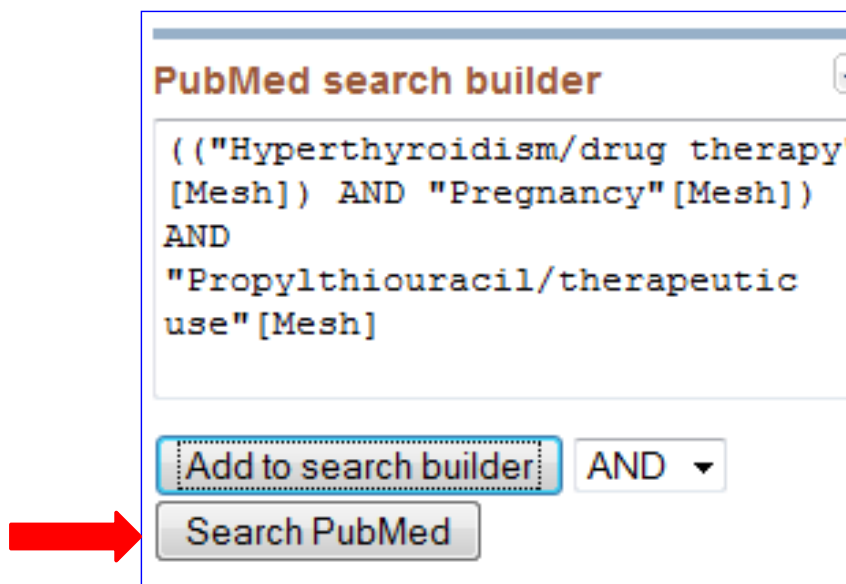 PubMed search builder
(("Hyperthyroidism/drug therapy"
[Mesh]) AND "Pregnancy"[Mesh])
AND
"Propylthiouracil/therapeutic
use"[Mesh]
Add to search builder AND
Search PubMed